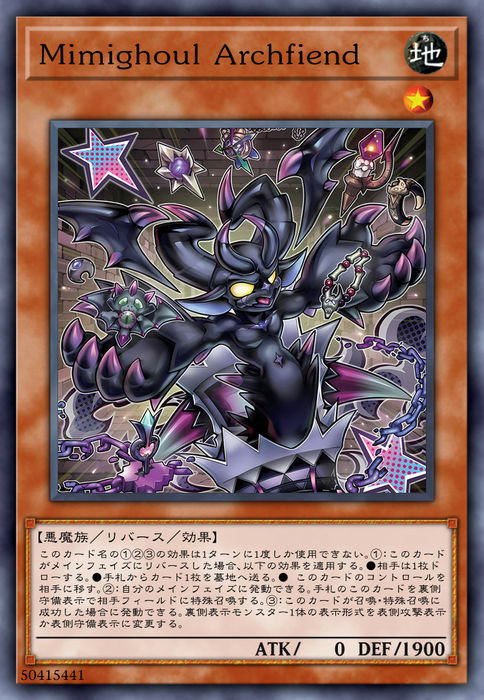 Mimighoul Archfiend
ち
地
【悪魔族／リバース／効果】
このカード名の①②③の効果は1ターンに1度しか使用できない。①：このカード
がメインフェイズにリバースした場合、以下の効果を適用する。●相手は1枚ド
ローする。●手札からカード1枚を墓地へ送る。● このカードのコントロールを
相手に移す。②：自分のメインフェイズに発動できる。手札のこのカードを裏側
守備表示で相手フィールドに特殊召喚する。③：このカードが召喚・特殊召喚に
成功した場合に発動できる。裏側表示モンスター1体の表示形式を表側攻撃表示
か表側守備表示に変更する。
ATK/ 0 DEF/1900
50415441